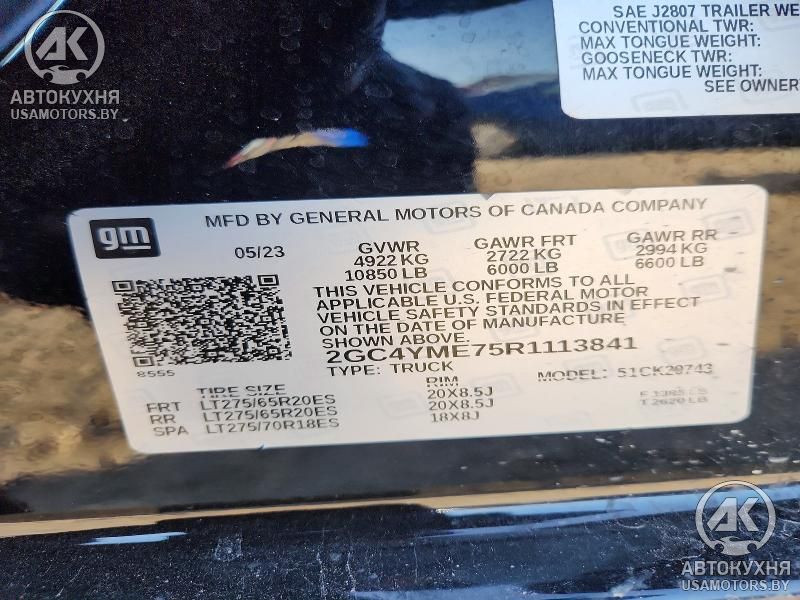 AK
АВТОКУХНЯ
USAMOTORS.BY
SAE J2807 TRAILER WE
CONVENTIONAL TWR:
MAX TONGUE WEIGHT:
GOOSENECK TWR:
MAX TONGUE WEIGHT:
SEE OWNER
gm
MFD BY GENERAL MOTORS OF CANADA COMPANY
05/23 GVWR GAWR FRT GAWR RR
4922 KG 2722 KG 2994 KG
10850 LB 6000 LB 6600 LB
THIS VEHICLE CONFORMS TO ALL
APPLICABLE U.S. FEDERAL MOTOR
VEHICLE SAFETY STANDARDS IN EFFECT
ON THE DATE OF MANUFACTURE
SHOWN ABOVE.
8555
2GC4YME75R1113841
TYPE: TRUCK MODEL: 51CK20743
TIRE SIZE RIM
FRT LT275/65R20ES 20X8.5J
RR LT275/65R20ES 20X8.5J
SPA LT275/70R18ES 18X8J
T 2620 LB
AK
АВТОКУХНЯ
USAMOTORS.BY